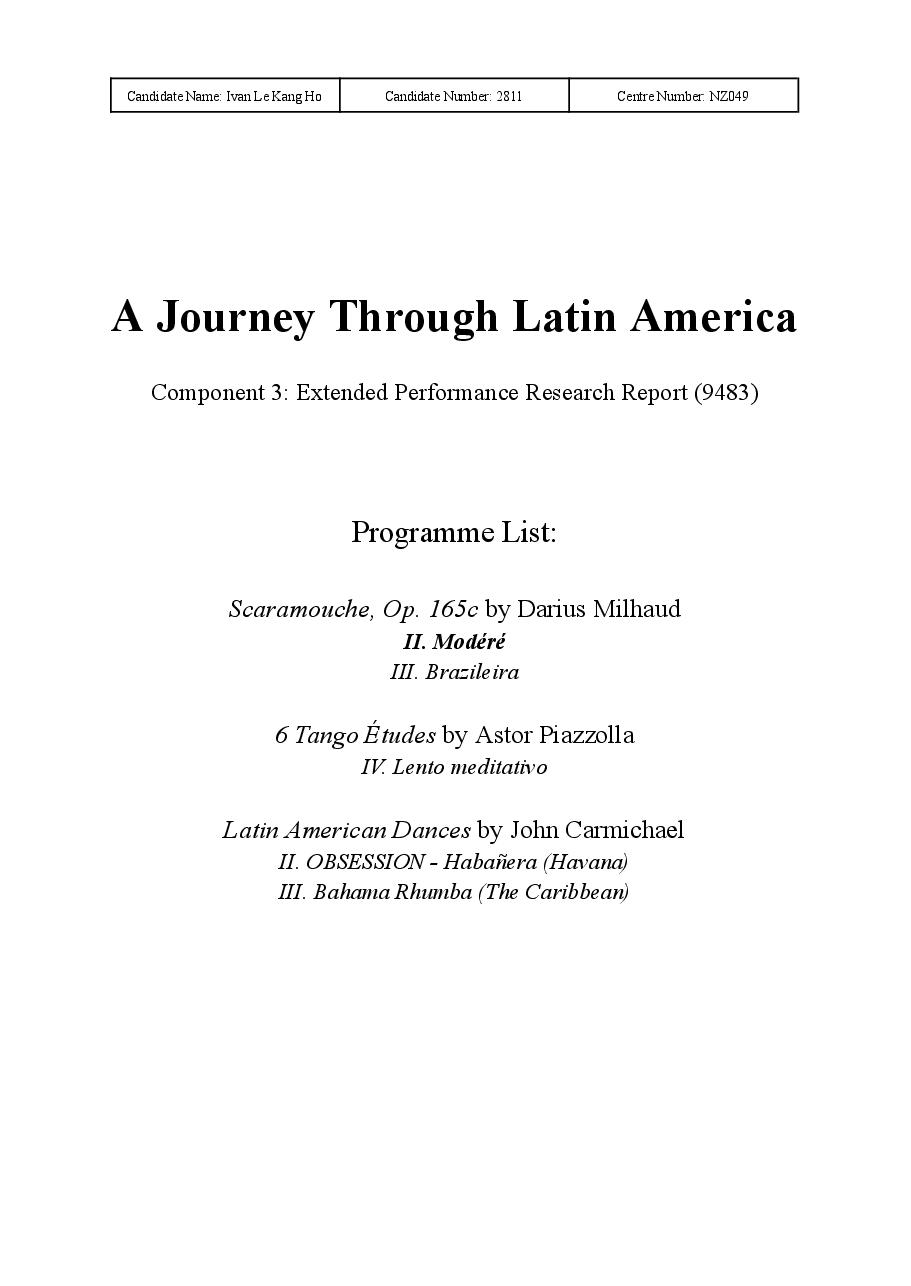 Candidate Name: Ivan Le Kang Ho
Candidate Number: 2811
Centre Number: NZ049
A Journey Through Latin America
Component 3: Extended Performance Research Report (9483)
Programme List:
Scaramouche, Op. 165c by Darius Milhaud
II. Modéré
III. Brazileira
6 Tango Études by Astor Piazzolla
IV. Lento meditativo
Latin American Dances by John Carmichael
II. OBSESSION - Habañera (Havana)
III. Bahama Rhumba (The Caribbean)